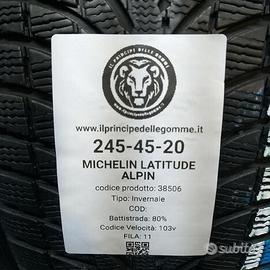 IL PRINCIPE DELLE GOMME
www.ilprincipedellegomme.it
245-45-20
MICHELIN LATITUDE
ALPIN
codice prodotto: 38506
Tipo: Invernale
COD:
Battistrada: 80%
Codice Velocità: 103v
FILA: 11
subito